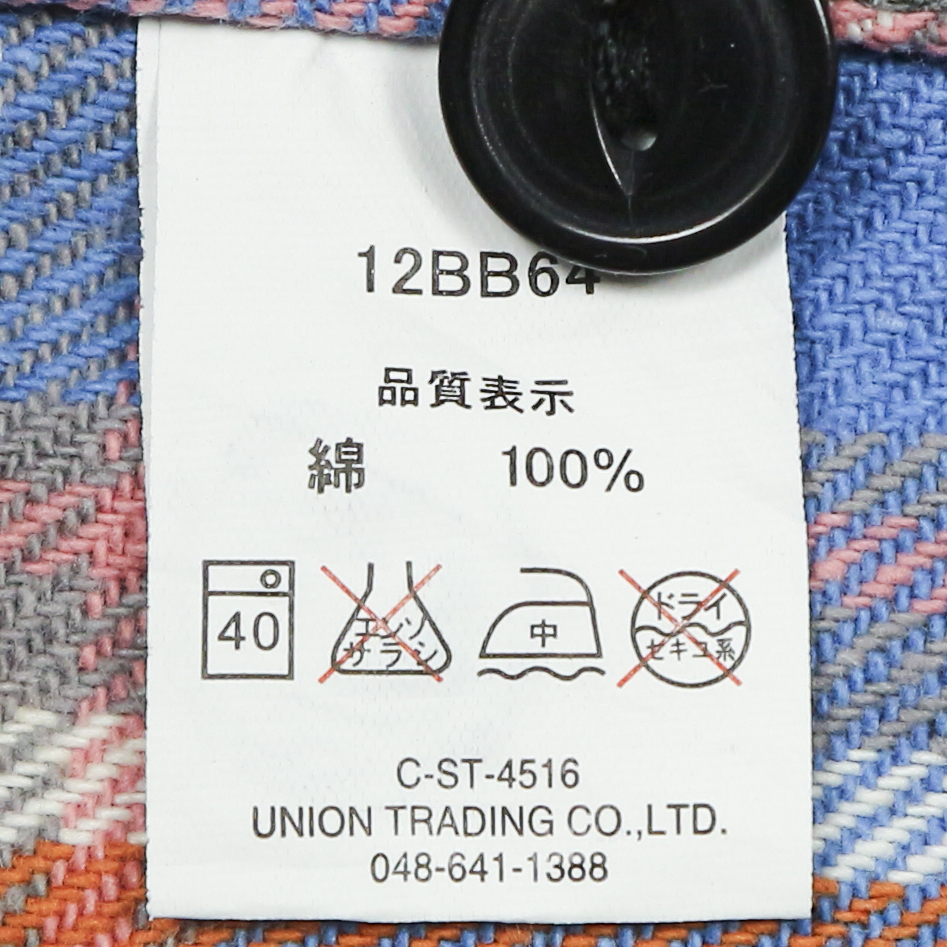 12BB64
品質表示
綿 100%
40 エンソ サラシ 中 ドライ セキユ系
C-ST-4516
UNION TRADING CO.,LTD.
048-641-1388